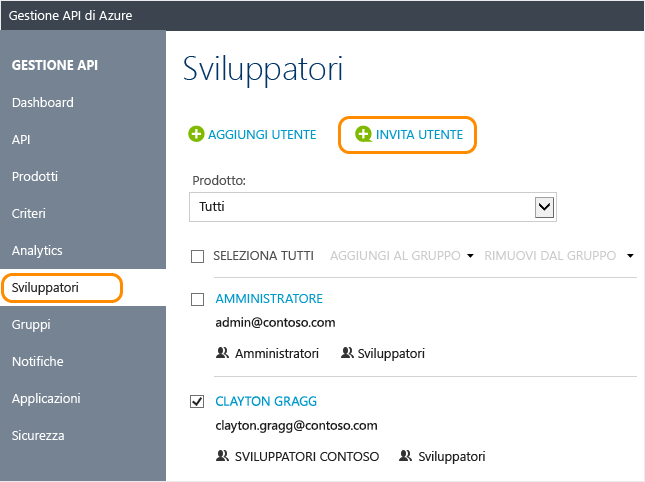 Gestione API di Azure
GESTIONE API
Dashboard
API
Prodotti
Criteri
Analytics
Sviluppatori
Gruppi
Notifiche
Applicazioni
Sicurezza
Sviluppatori
AGGIUNGI UTENTE INVITA UTENTE
Prodotto:
Tutti
SELEZIONA TUTTI AGGIUNGI AL GRUPPO RIMUOVI DAL GRUPPO
AMMINISTRATORE
admin@contoso.com
Amministratori Sviluppatori
CLAYTON GRAGG
clayton.gragg@contoso.com
SVILUPPATORI CONTOSO Sviluppatori